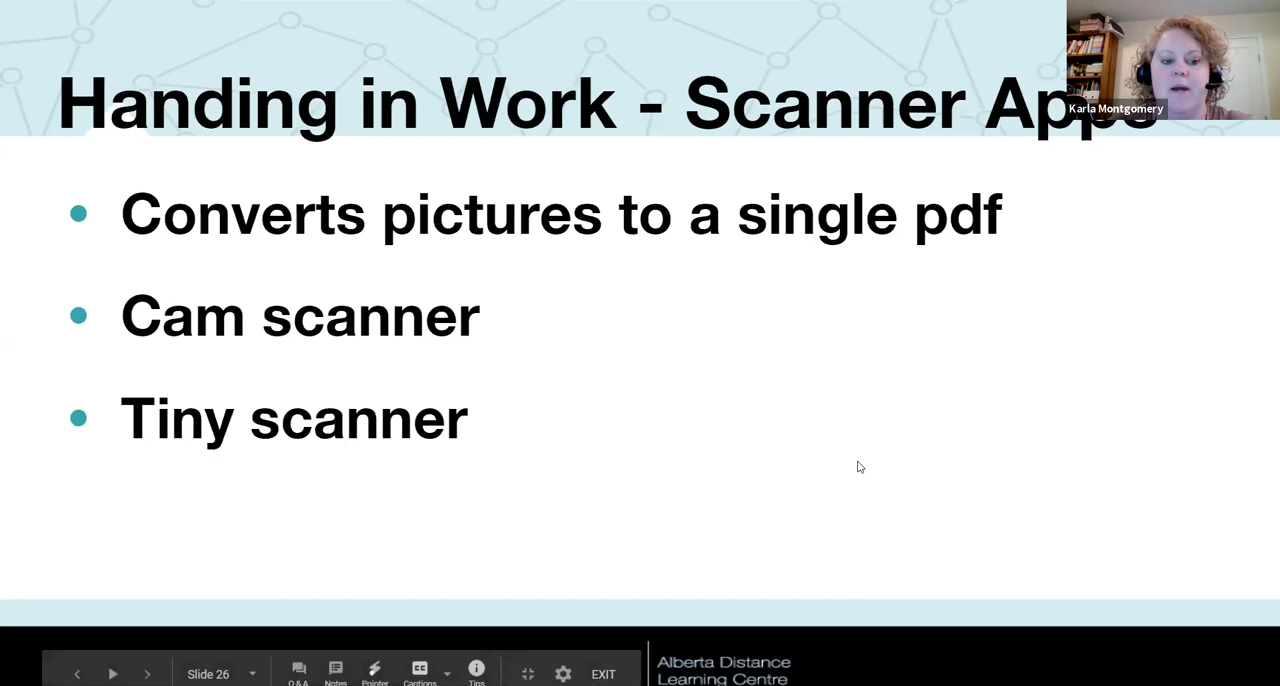 Handing in Work - Scanner Apps
Karla Montgomery
• Converts pictures to a single pdf
• Cam scanner
• Tiny scanner
Slide 26
Q & A
Notes
Pointer
Captions
Tips
EXIT
Alberta Distance
Learning Centre